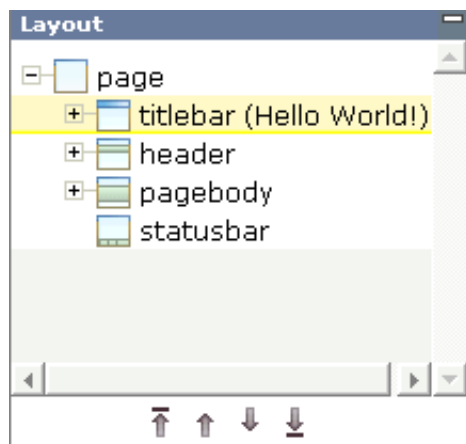 Layout
page
titlebar (Hello World!)
header
pagebody
statusbar